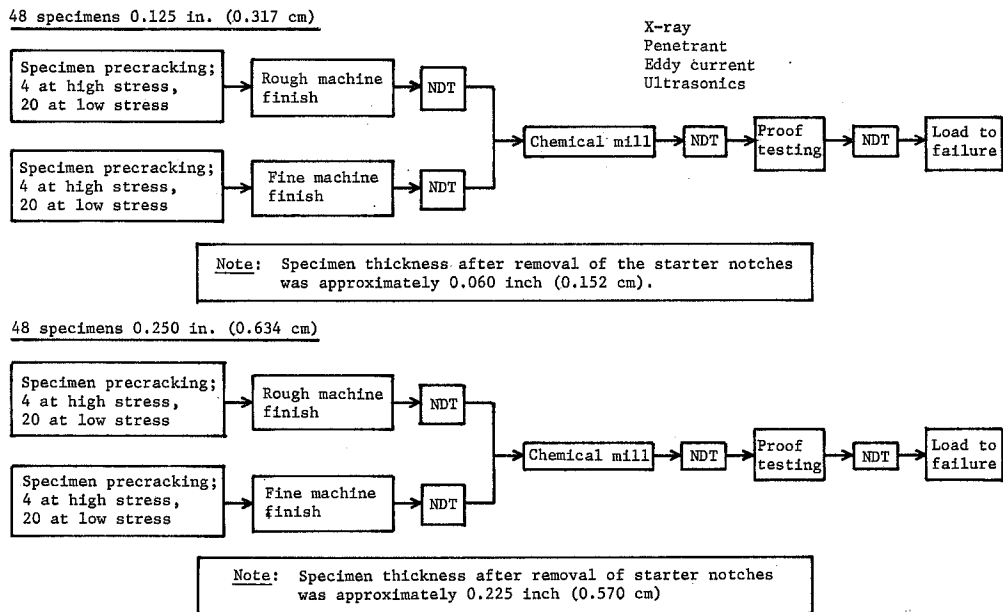 48 specimens 0.125 in. (0.317 cm)
X-ray
Penetrant
Eddy current
Ultrasonics
Specimen precracking;
4 at high stress,
20 at low stress
Rough machine
finish
NDT
Specimen precracking;
4 at high stress,
20 at low stress
Fine machine
finish
NDT
Chemical mill
NDT
Proof
testing
NDT
Load to
failure
Note: Specimen thickness after removal of the starter notches
was approximately 0.060 inch (0.152 cm).
48 specimens 0.250 in. (0.634 cm)
Specimen precracking;
4 at high stress,
20 at low stress
Rough machine
finish
NDT
Specimen precracking;
4 at high stress,
20 at low stress
Fine machine
finish
NDT
Chemical mill
NDT
Proof
testing
NDT
Load to
failure
Note: Specimen thickness after removal of starter notches
was approximately 0.225 inch (0.570 cm)